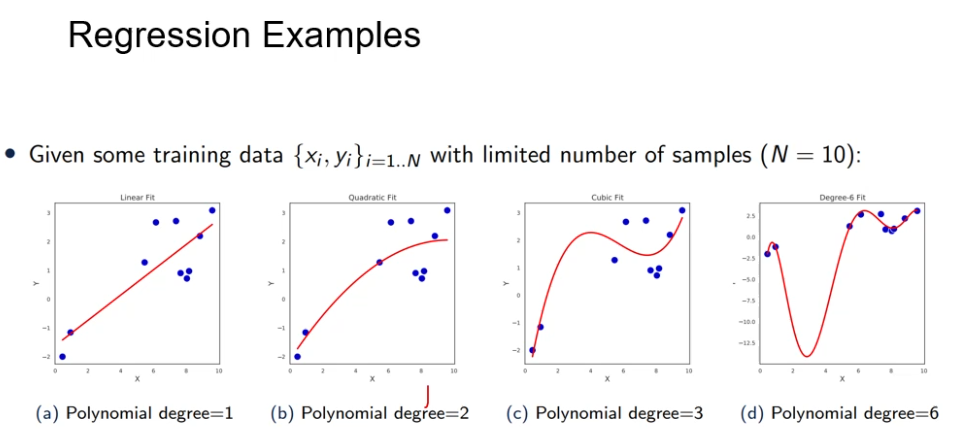 Regression Examples
• Given some training data {xᵢ, yᵢ}ᵢ₌₁..N with limited number of samples (N = 10):
Linear Fit
3
2
1
0
−1
−2
Y
0 2 4 6 8 10
X
Quadratic Fit
3
2
1
0
−1
−2
Y
0 2 4 6 8 10
X
Cubic Fit
3
2
1
0
−1
−2
Y
0 2 4 6 8 10
X
Degree-6 Fit
2.5
0.0
−2.5
−5.0
−7.5
−10.0
−12.5
0 2 4 6 8 10
X
(a) Polynomial degree=1
(b) Polynomial degree=2
(c) Polynomial degree=3
(d) Polynomial degree=6